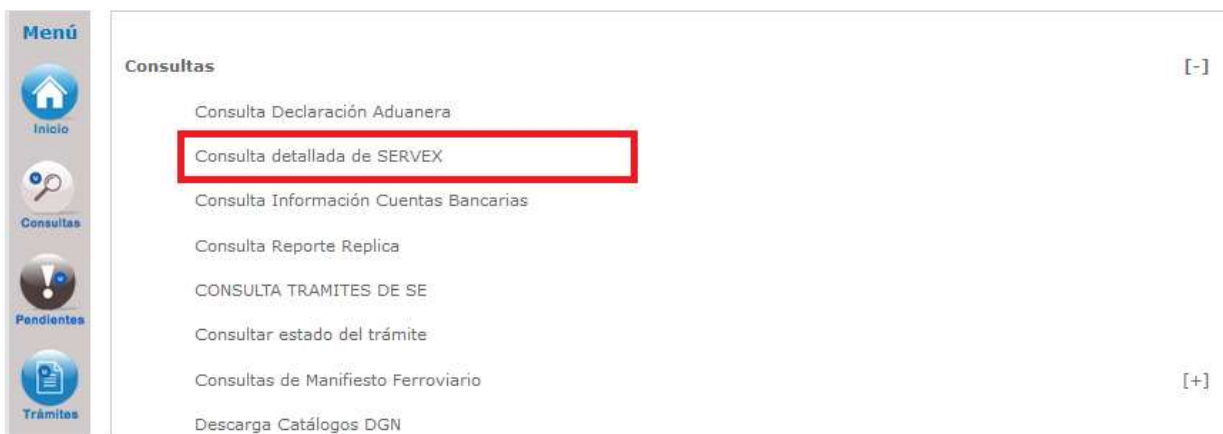 Menú
Inicio
Consultas
Pendientes
Trámites
Consultas [-]
Consulta Declaración Aduanera
Consulta detallada de SERVEX
Consulta Información Cuentas Bancarias
Consulta Reporte Replica
CONSULTA TRAMITES DE SE
Consultar estado del trámite
Consultas de Manifiesto Ferroviario [+]
Descarga Catálogos DGN